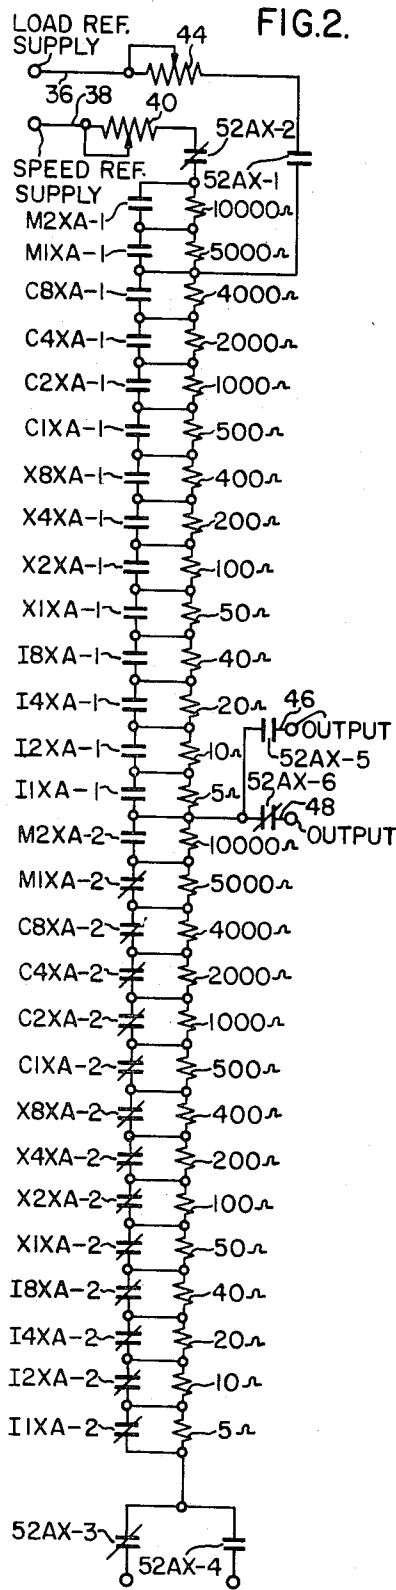 FIG.2.
LOAD REF.
SUPPLY
44
36
38
40
52AX-2
SPEED REF.
SUPPLY
52AX-1
M2XA-1
10000Ω
M1XA-1
5000Ω
C8XA-1
4000Ω
C4XA-1
2000Ω
C2XA-1
1000Ω
C1XA-1
500Ω
X8XA-1
400Ω
X4XA-1
200Ω
X2XA-1
100Ω
X1XA-1
50Ω
I8XA-1
40Ω
I4XA-1
20Ω
46
OUTPUT
I2XA-1
10Ω
52AX-5
I1XA-1
5Ω
52AX-6
48
OUTPUT
M2XA-2
10000Ω
M1XA-2
5000Ω
C8XA-2
4000Ω
C4XA-2
2000Ω
C2XA-2
1000Ω
C1XA-2
500Ω
X8XA-2
400Ω
X4XA-2
200Ω
X2XA-2
100Ω
X1XA-2
50Ω
I8XA-2
40Ω
I4XA-2
20Ω
I2XA-2
10Ω
I1XA-2
5Ω
52AX-3
52AX-4